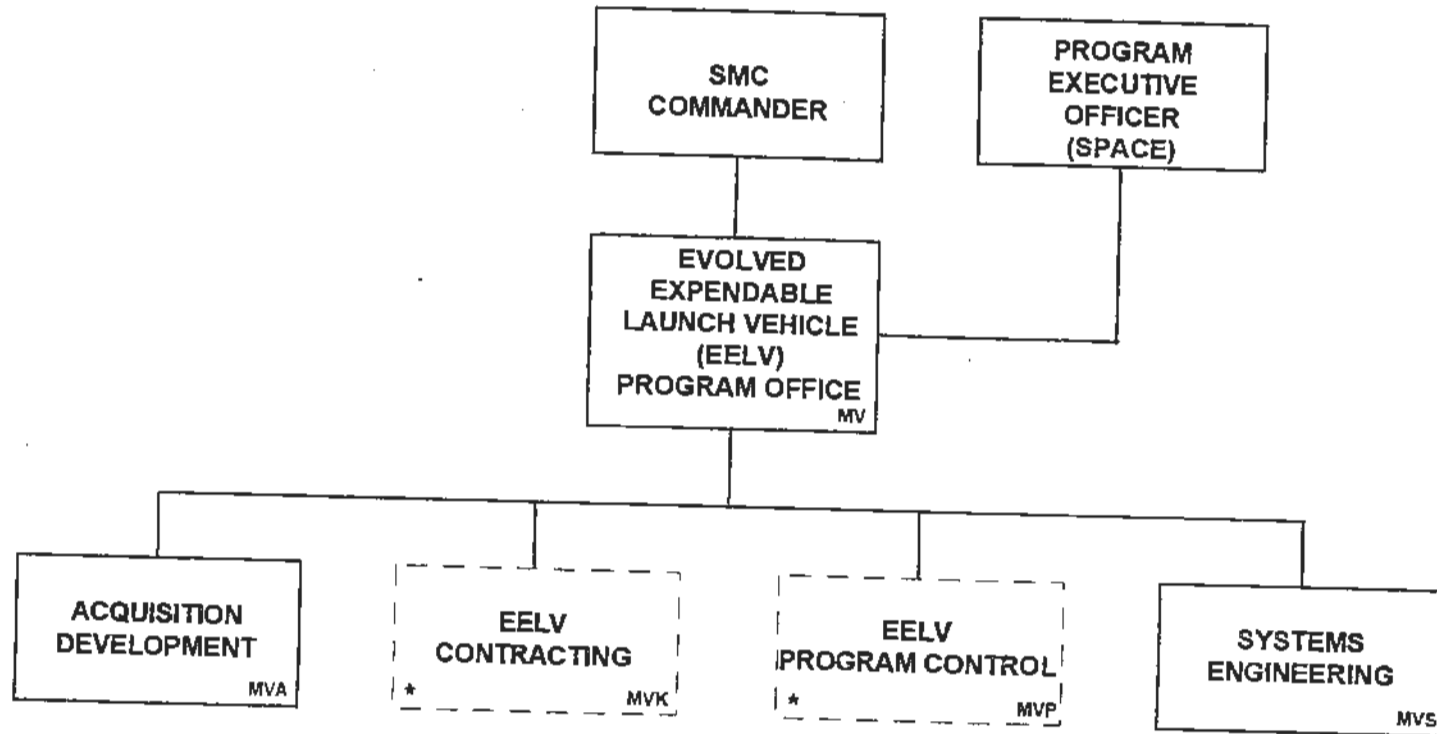 SMC
COMMANDER
PROGRAM
EXECUTIVE
OFFICER
(SPACE)
EVOLVED
EXPENDABLE
LAUNCH VEHICLE
(EELV)
PROGRAM OFFICE
MV
ACQUISITION
DEVELOPMENT
MVA
EELV
CONTRACTING
* MVK
EELV
PROGRAM CONTROL
* MVP
SYSTEMS
ENGINEERING
MVS